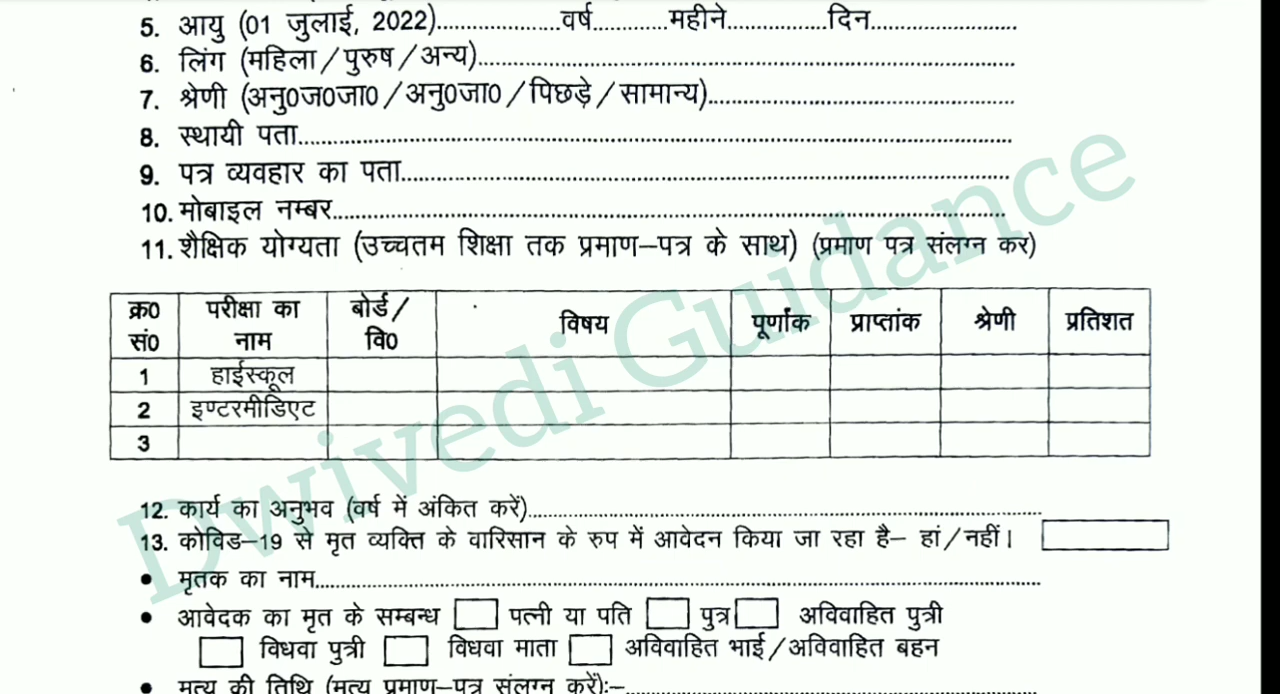 5. आयु (01 जुलाई, 2022)....................वर्ष............महीने................दिन........................
6. लिंग (महिला/पुरुष/अन्य)..........................................................................................
7. श्रेणी (अनु0ज0जा0/अनु0जा0/पिछड़े/सामान्य)...................................................
8. स्थायी पता........................................................................................................................
9. पत्र व्यवहार का पता....................................................................................................
10. मोबाइल नम्बर..............................................................................................................
11. शैक्षिक योग्यता (उच्चतम शिक्षा तक प्रमाण–पत्र के साथ) (प्रमाण पत्र संलग्न कर)
क्र0 सं0 परीक्षा का नाम बोर्ड/ वि0 विषय पूर्णांक प्राप्तांक श्रेणी प्रतिशत
1 हाईस्कूल
2 इण्टरमीडिएट
3
12. कार्य का अनुभव (वर्ष में अंकित करें)....................................................................................
13. कोविड–19 से मृत व्यक्ति के वारिसान के रुप में आवेदन किया जा रहा है– हां/नहीं।
• मृतक का नाम........................................................................................................................
• आवेदक का मृत के सम्बन्ध पत्नी या पति पुत्र अविवाहित पुत्री
विधवा पुत्री विधवा माता अविवाहित भाई/अविवाहित बहन
• मृत्यु की तिथि (मृत्यु प्रमाण–पत्र संलग्न करें):–....................................................................
Dwivedi Guidance